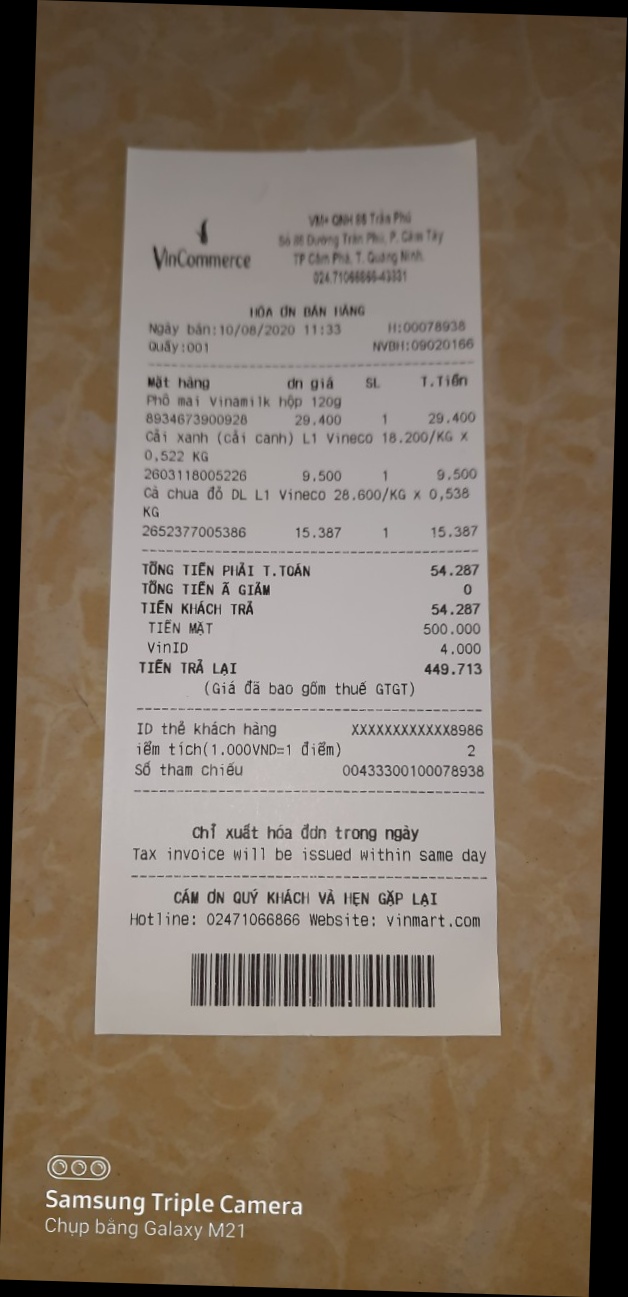 VinCommerce
VM+ QNH 86 Trần Phú
Số 86 Đường Trần Phú, P. Cẩm Tây
TP Cẩm Phả, T. Quảng Ninh.
024.71066866-43331
HÓA ƠN BÁN HÀNG
Ngày bán:10/08/2020 11:33 H:00078938
Quầy:001 NVBH:09020166
Mặt hàng ơn giá SL T.Tiền
Phô mai Vinamilk hộp 120g
8934673900928 29.400 1 29.400
Cải xanh (cải canh) L1 Vineco 18.200/KG x
0,522 KG
2603118005226 9.500 1 9.500
Cà chua đỏ DL L1 Vineco 28.600/KG x 0,538
KG
2652377005386 15.387 1 15.387
TỔNG TIỀN PHẢI T.TOÁN 54.287
TỔNG TIỀN Ã GIẢM 0
TIỀN KHÁCH TRẢ 54.287
TIỀN MẶT 500.000
VinID 4.000
TIỀN TRẢ LẠI 449.713
(Giá đã bao gồm thuế GTGT)
ID thẻ khách hàng XXXXXXXXXXXX8986
iểm tích(1.000VND=1 điểm) 2
Số tham chiếu 00433300100078938
Chỉ xuất hóa đơn trong ngày
Tax invoice will be issued within same day
CẢM ƠN QUÝ KHÁCH VÀ HẸN GẶP LẠI
Hotline: 02471066866 Website: vinmart.com
Samsung Triple Camera
Chụp bằng Galaxy M21